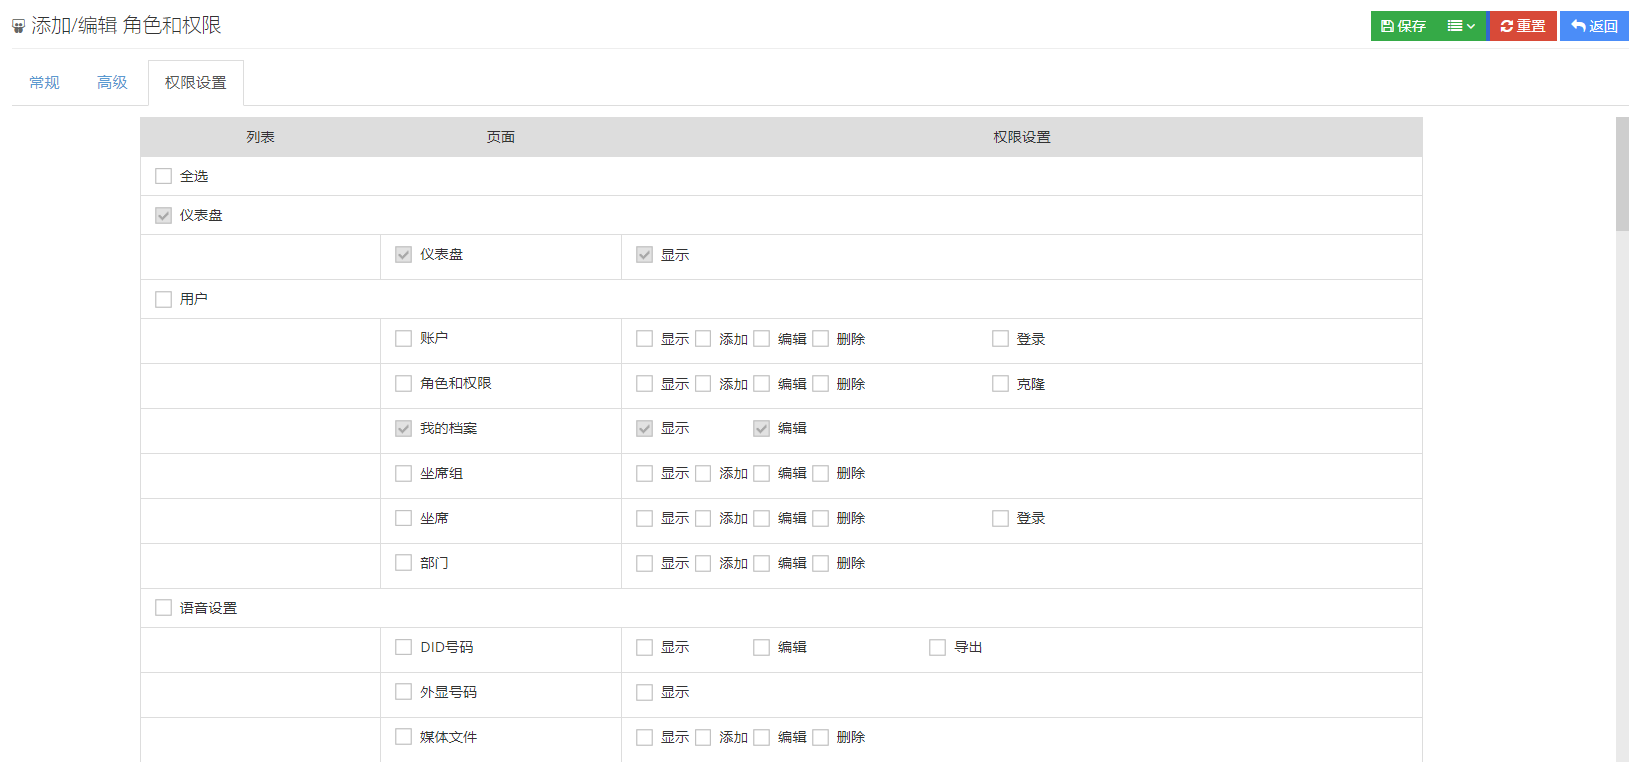 添加/编辑 角色和权限
保存 重置 返回
常规 高级 权限设置
列表 页面 权限设置
全选
仪表盘
仪表盘 显示
用户
账户 显示 添加 编辑 删除 登录
角色和权限 显示 添加 编辑 删除 克隆
我的档案 显示 编辑
坐席组 显示 添加 编辑 删除
坐席 显示 添加 编辑 删除 登录
部门 显示 添加 编辑 删除
语音设置
DID号码 显示 编辑 导出
外显号码 显示
媒体文件 显示 添加 编辑 删除